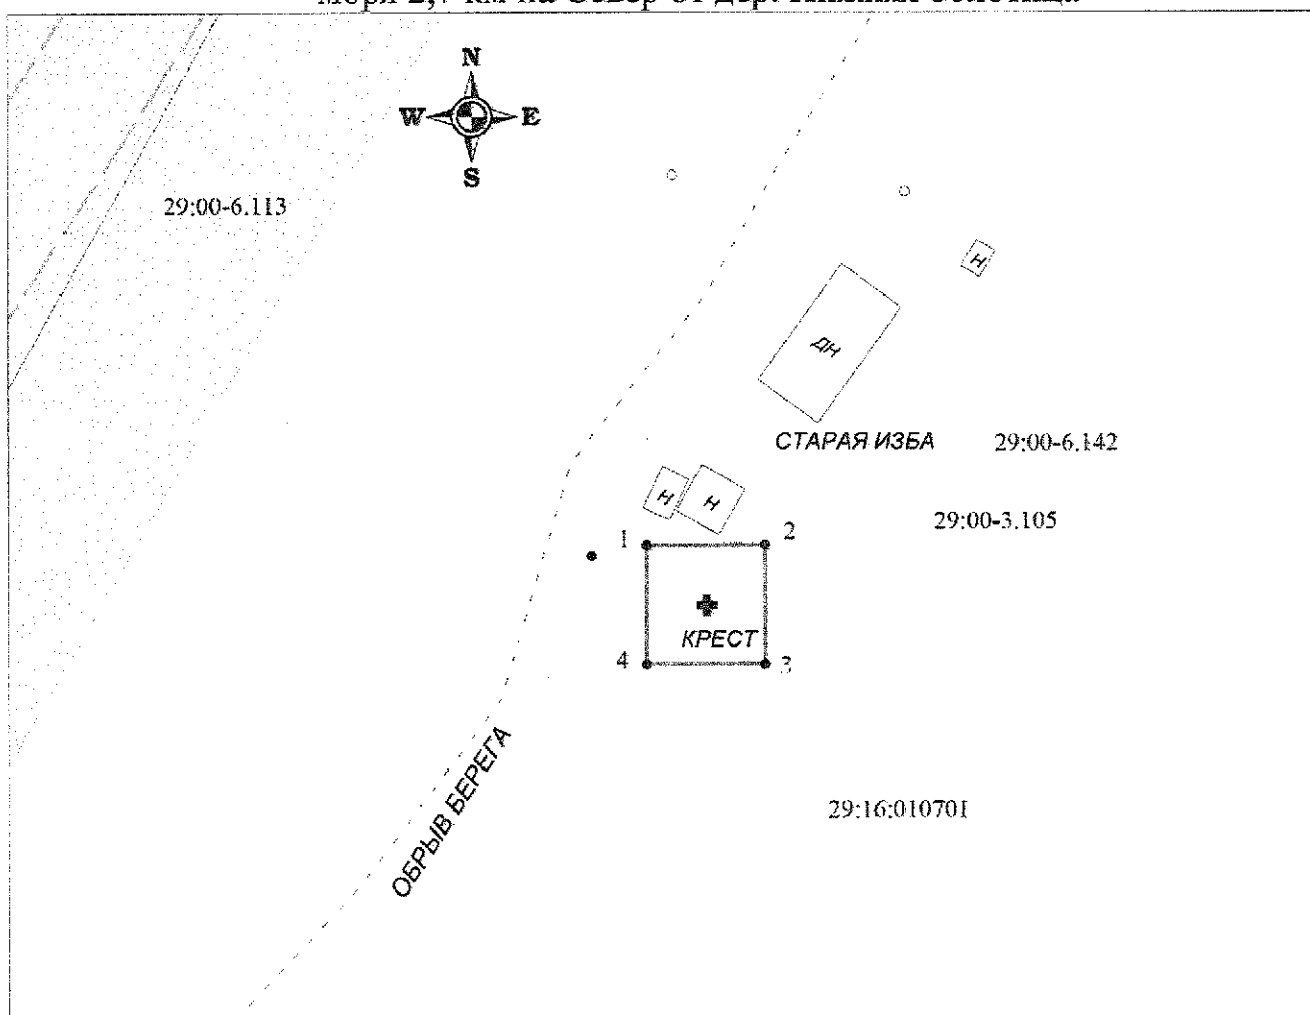 N
W E
S
29:00-6.113
Н
ДН
СТАРАЯ ИЗБА 29:00-6.142
Н Н
29:00-3.105
1 2
КРЕСТ
4 3
ОБРЫВ БЕРЕГА
29:16:010701